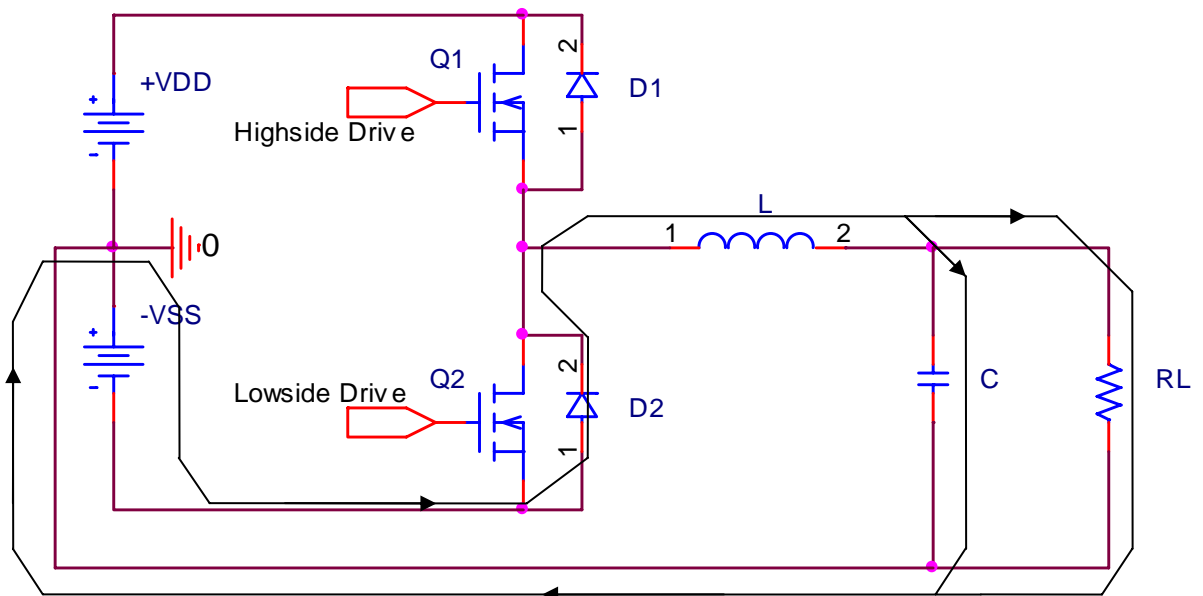 +VDD
+
-
Q1
2
D1
1
Highside Drive
0
L
1
2
-VSS
+
-
Q2
2
D2
1
Lowside Drive
C
RL